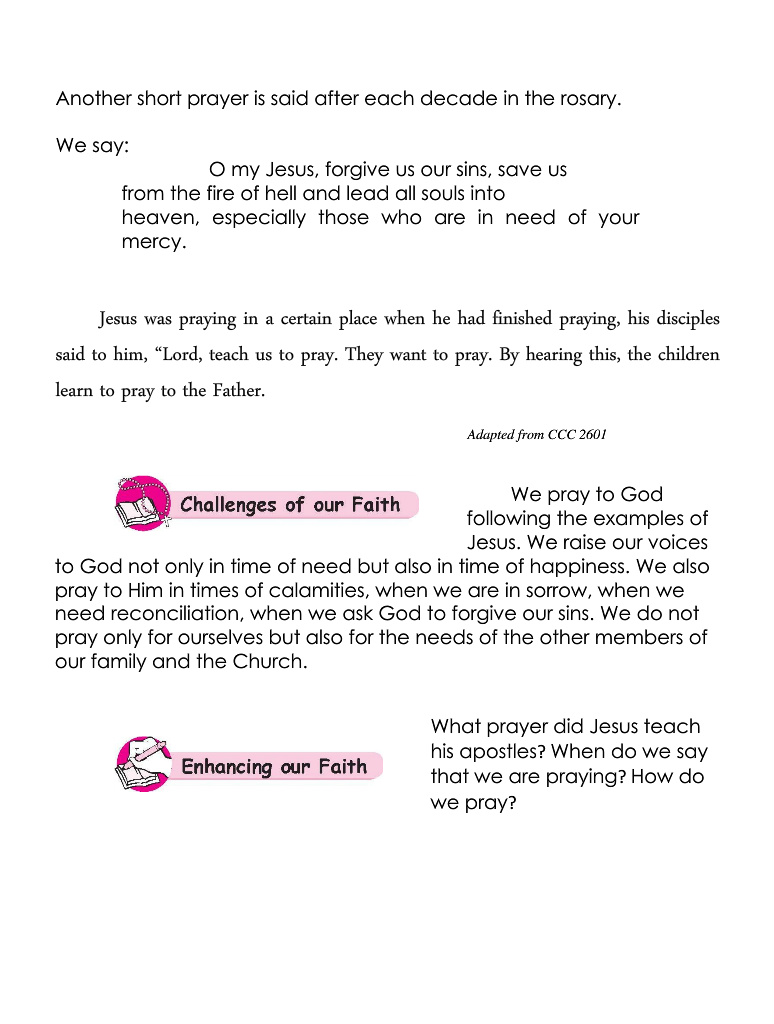 Another short prayer is said after each decade in the rosary.
We say:
O my Jesus, forgive us our sins, save us
from the fire of hell and lead all souls into
heaven, especially those who are in need of your
mercy.
Jesus was praying in a certain place when he had finished praying, his disciples
said to him, “Lord, teach us to pray. They want to pray. By hearing this, the children
learn to pray to the Father.
Adapted from CCC 2601
Challenges of our Faith
We pray to God
following the examples of
Jesus. We raise our voices
to God not only in time of need but also in time of happiness. We also
pray to Him in times of calamities, when we are in sorrow, when we
need reconciliation, when we ask God to forgive our sins. We do not
pray only for ourselves but also for the needs of the other members of
our family and the Church.
Enhancing our Faith
What prayer did Jesus teach
his apostles? When do we say
that we are praying? How do
we pray?